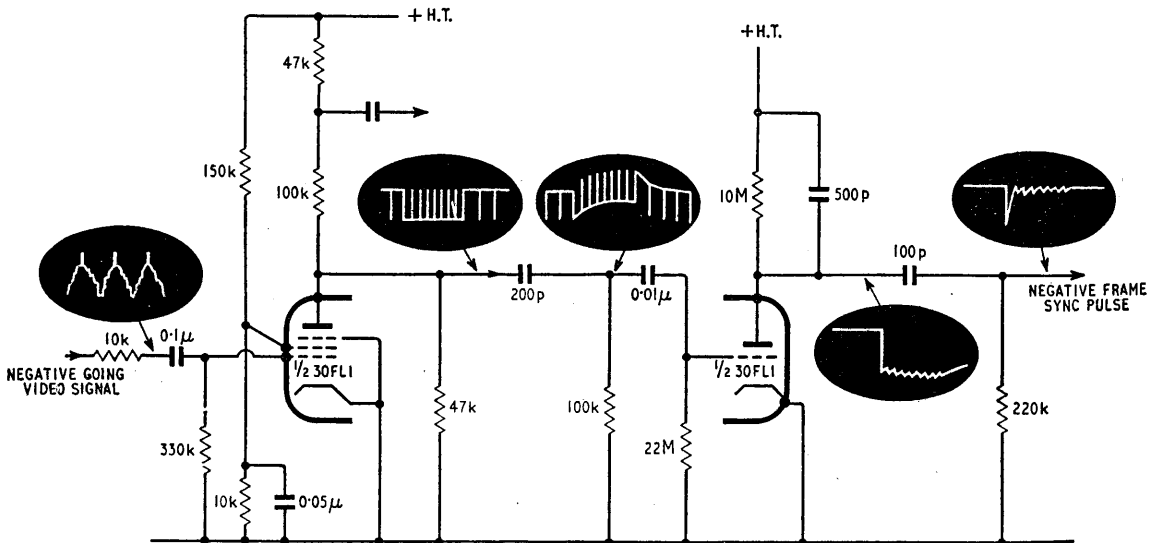 + H.T.
47k
150k
100k
10k
0·1μ
NEGATIVE GOING
VIDEO SIGNAL
330k
10k
0·05μ
½ 30FL1
47k
200p
100k
0·01μ
22M
+H.T.
10M
500p
½ 30FL1
100p
NEGATIVE FRAME
SYNC PULSE
220k